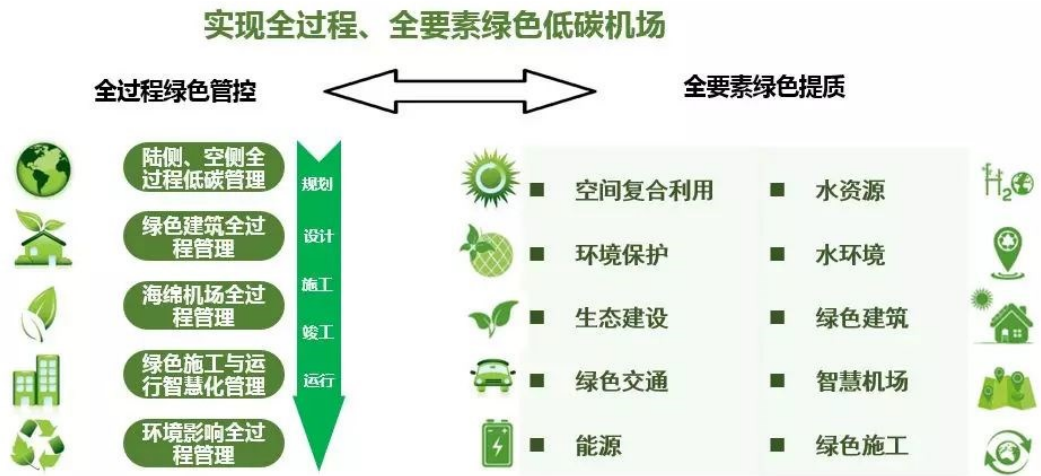 实现全过程、全要素绿色低碳机场
全过程绿色管控
全要素绿色提质
陆侧、空侧全
过程低碳管理
绿色建筑全过
程管理
海绵机场全过
程管理
绿色施工与运
行智慧化管理
环境影响全过
程管理
规划
设计
施工
竣工
运行
空间复合利用
环境保护
生态建设
绿色交通
能源
水资源
水环境
绿色建筑
智慧机场
绿色施工
H₂O